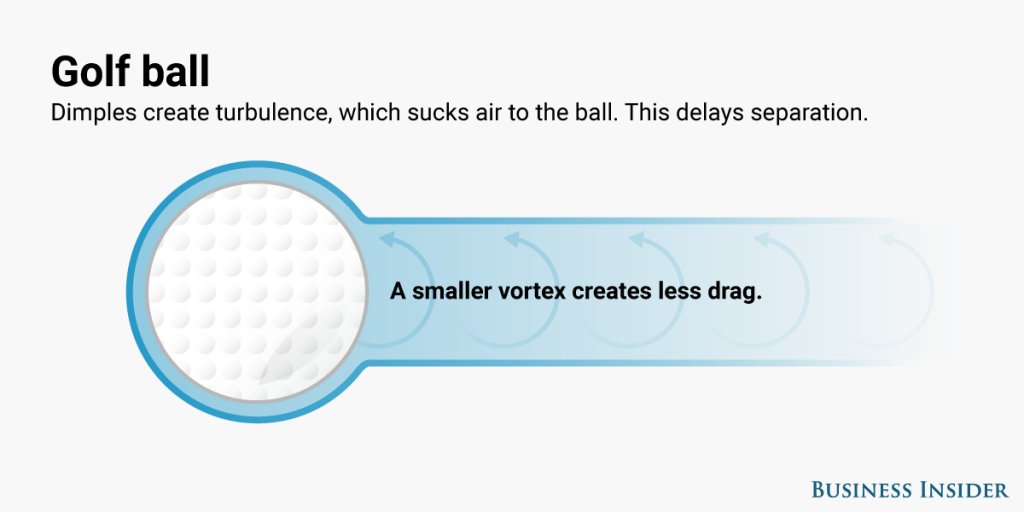 Golf ball
Dimples create turbulence, which sucks air to the ball. This delays separation.
A smaller vortex creates less drag.
BUSINESS INSIDER